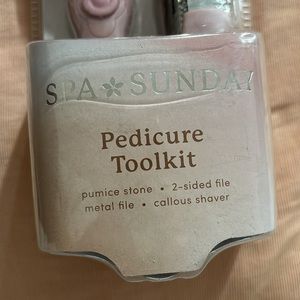 SPA SUNDAY
Pedicure
Toolkit
pumice stone • 2-sided file
metal file • callous shaver